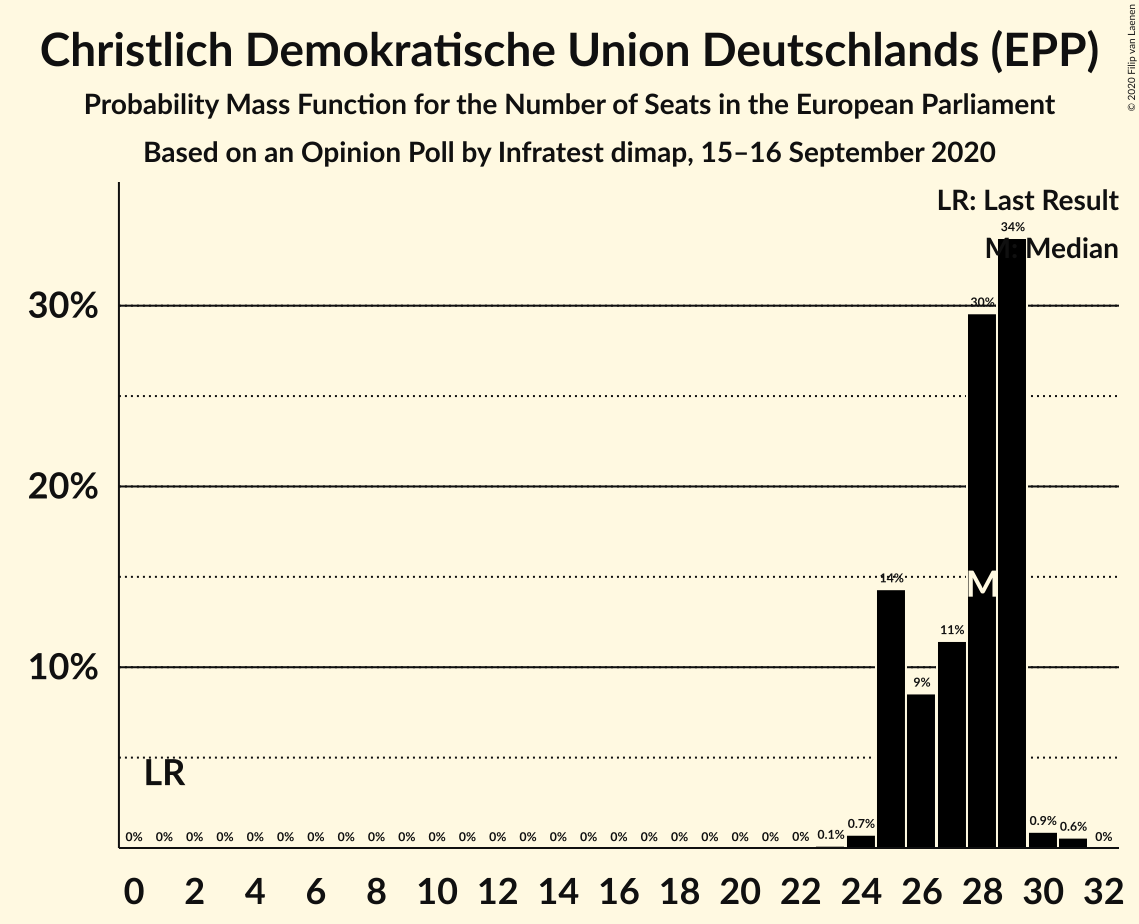 Christlich Demokratische Union Deutschlands (EPP)
Probability Mass Function for the Number of Seats in the European Parliament
Based on an Opinion Poll by Infratest dimap, 15–16 September 2020
© 2020 Filip van Laenen
LR: Last Result
M: Median
34%
30%
30%
20%
14%
M
11%
10%
9%
LR
0% 0% 0% 0% 0% 0% 0% 0% 0% 0% 0% 0% 0% 0% 0% 0% 0% 0% 0% 0% 0% 0% 0% 0.1% 0.7% 0.9% 0.6% 0%
0 2 4 6 8 10 12 14 16 18 20 22 24 26 28 30 32